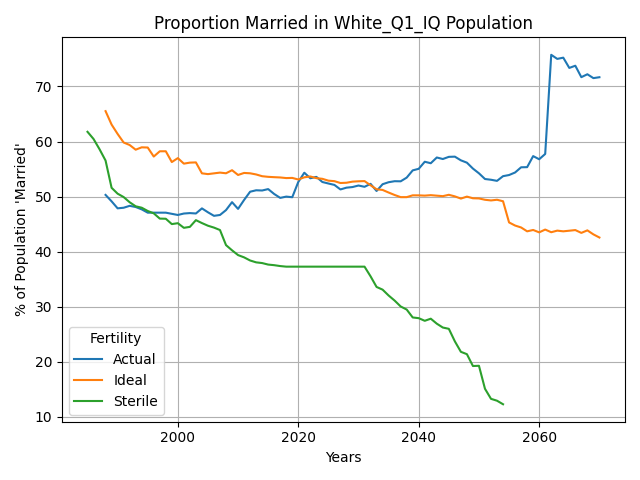 Proportion Married in White_Q1_IQ Population
% of Population 'Married'
70
60
50
40
30
20
10
Fertility
Actual
Ideal
Sterile
2000
2020
2040
2060
Years